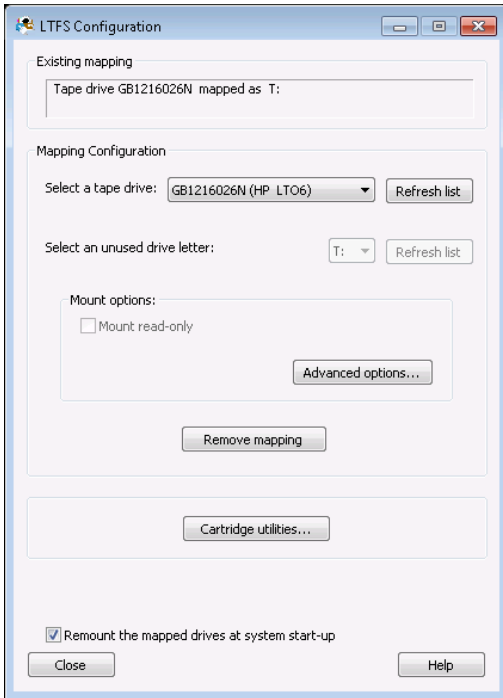 LTFS Configuration
Existing mapping
Tape drive GB1216026N mapped as T:
Mapping Configuration
Select a tape drive: GB1216026N (HP LTO6) Refresh list
Select an unused drive letter: T: Refresh list
Mount options:
Mount read-only
Advanced options...
Remove mapping
Cartridge utilities...
Remount the mapped drives at system start-up
Close Help